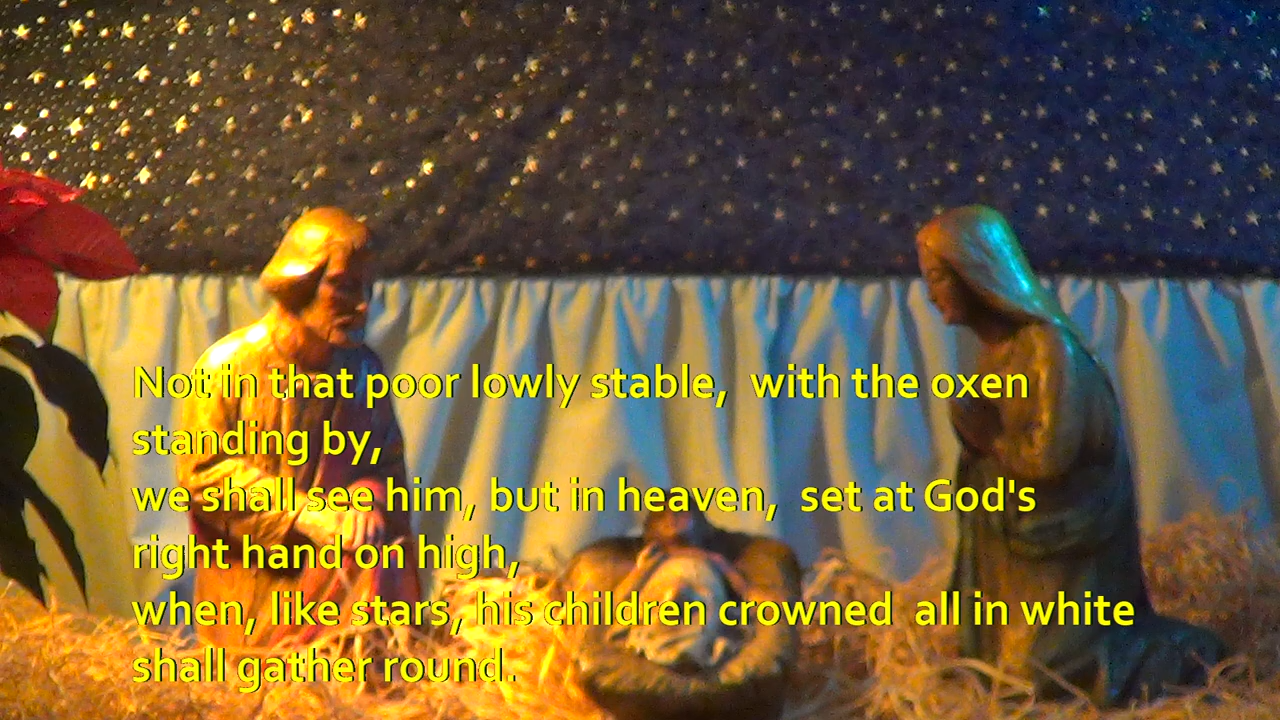 Not in that poor lowly stable,  with the oxen
standing by,
we shall see him, but in heaven,  set at God's
right hand on high,
when, like stars, his children crowned  all in white
shall gather round.